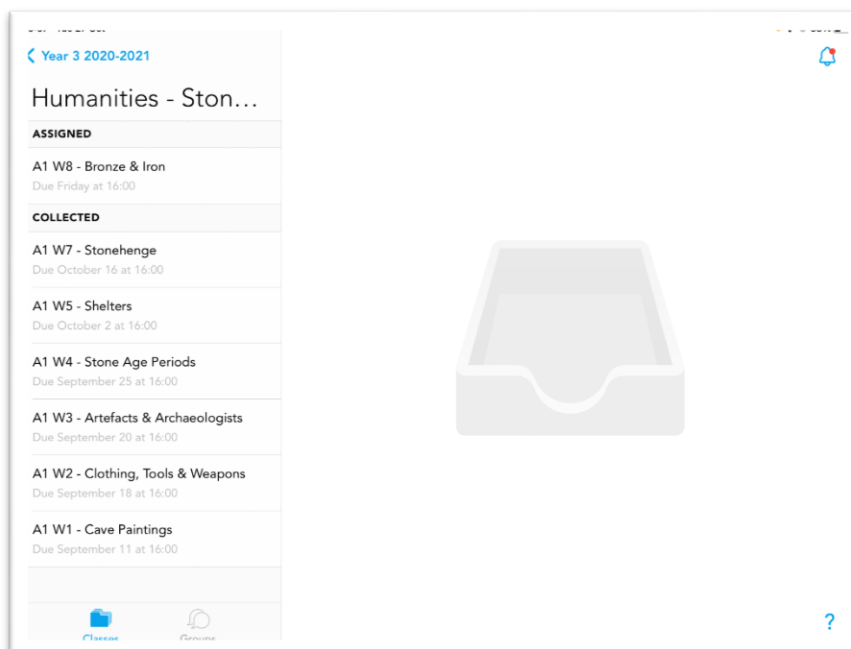 Year 3 2020-2021
Humanities - Ston...
ASSIGNED
A1 W8 - Bronze & Iron
Due Friday at 16:00
COLLECTED
A1 W7 - Stonehenge
Due October 16 at 16:00
A1 W5 - Shelters
Due October 2 at 16:00
A1 W4 - Stone Age Periods
Due September 25 at 16:00
A1 W3 - Artefacts & Archaeologists
Due September 20 at 16:00
A1 W2 - Clothing, Tools & Weapons
Due September 18 at 16:00
A1 W1 - Cave Paintings
Due September 11 at 16:00
Classes Groups
?